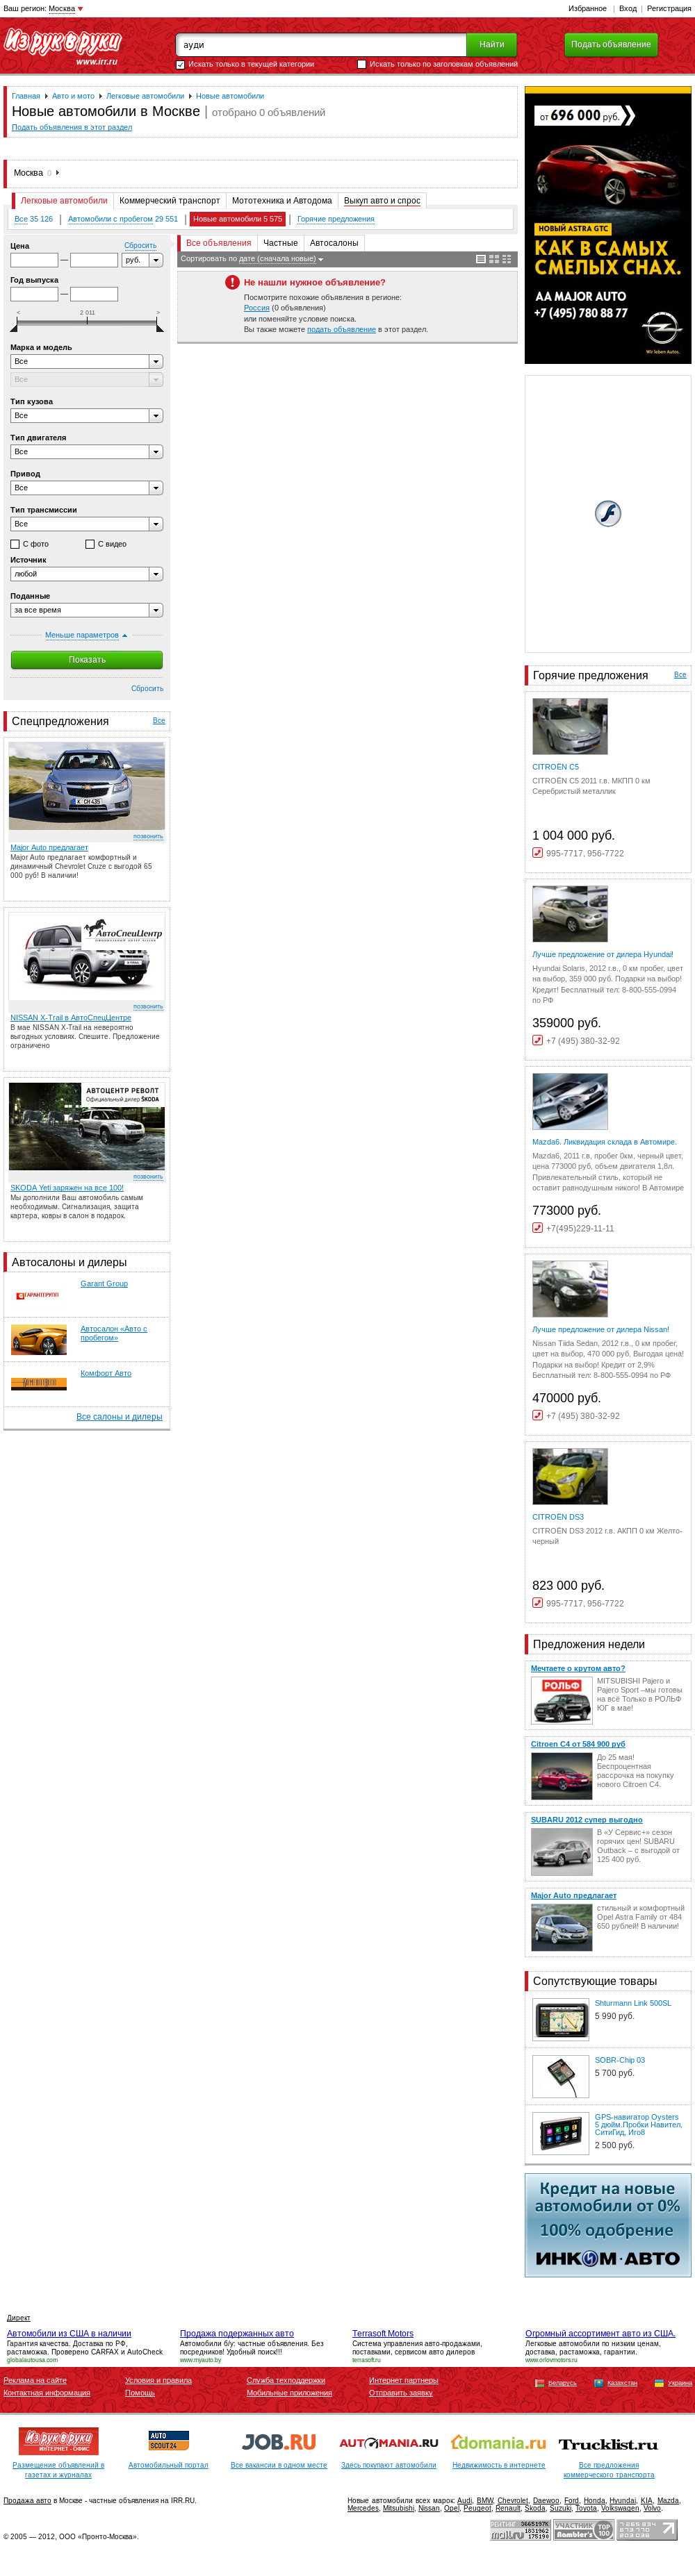 Ваш регион: Москва
Избранное | Вход | Регистрация
Из рук в руки
www.irr.ru
ауди
Найти
Подать объявление
Искать только в текущей категории
Искать только по заголовкам объявлений
Главная Авто и мото Легковые автомобили Новые автомобили
Новые автомобили в Москве | отобрано 0 объявлений
Подать объявления в этот раздел
Москва 0
Легковые автомобили
Коммерческий транспорт
Мототехника и Автодома
Выкуп авто и спрос
Все 35 126 | Автомобили с пробегом 29 551 | Новые автомобили 5 575 | Горячие предложения
Цена
Сбросить
— руб.
Год выпуска
—
< 2 011 >
Марка и модель
Все
Все
Тип кузова
Все
Тип двигателя
Все
Привод
Все
Тип трансмиссии
Все
С фото
С видео
Источник
любой
Поданные
за все время
Меньше параметров
Показать
Сбросить
Все объявления
Частные
Автосалоны
Сортировать по дате (сначала новые)
Не нашли нужное объявление?
Посмотрите похожие объявления в регионе:
Россия (0 объявления)
или поменяйте условие поиска.
Вы также можете подать объявление в этот раздел.
от 696 000 руб.
НОВЫЙ ASTRA GTC
КАК В САМЫХ
СМЕЛЫХ СНАХ.
АА MAJOR AUTO
+7 (495) 780 88 77
Wir leben Autos.
Спецпредложения
Все
позвонить
Major Auto предлагает
Major Auto предлагает комфортный и
динамичный Chevrolet Cruze с выгодой 65
000 руб! В наличии!
АвтоСпецЦентр
позвонить
NISSAN X-Trail в АвтоСпецЦентре
В мае NISSAN X-Trail на невероятно
выгодных условиях. Спешите. Предложение
ограничено
АВТОЦЕНТР РЕВОЛТ
Официальный дилер ŠKODA
позвонить
SKODA Yeti заряжен на все 100!
Мы дополнили Ваш автомобиль самым
необходимым. Сигнализация, защита
картера, ковры в салон в подарок.
Автосалоны и дилеры
ГАРАНТГРУПП
Garant Group
Автосалон «Авто с
пробегом»
Комфорт Авто
Все салоны и дилеры
Горячие предложения
Все
CITROËN C5
CITROËN C5 2011 г.в. МКПП 0 км
Серебристый металлик
1 004 000 руб.
995-7717, 956-7722
Лучше предложение от дилера Hyundai!
Hyundai Solaris, 2012 г.в., 0 км пробег, цвет
на выбор, 359 000 руб. Подарки на выбор!
Кредит! Бесплатный тел: 8-800-555-0994
по РФ
359000 руб.
+7 (495) 380-32-92
Mazda6. Ликвидация склада в Автомире.
Mazda6, 2011 г.в, пробег 0км, черный цвет,
цена 773000 руб, объем двигателя 1,8л.
Привлекательный стиль, который не
оставит равнодушным никого! В Автомире
773000 руб.
+7(495)229-11-11
Лучше предложение от дилера Nissan!
Nissan Tiida Sedan, 2012 г.в., 0 км пробег,
цвет на выбор, 470 000 руб. Выгодная цена!
Подарки на выбор! Кредит от 2,9%
Бесплатный тел: 8-800-555-0994 по РФ
470000 руб.
+7 (495) 380-32-92
CITROËN DS3
CITROËN DS3 2012 г.в. АКПП 0 км Желто-
черный
823 000 руб.
995-7717, 956-7722
Предложения недели
Мечтаете о крутом авто?
РОЛЬФ
MITSUBISHI Pajero и
Pajero Sport –мы готовы
на всё Только в РОЛЬФ
ЮГ в мае!
Citroen C4 от 584 900 руб
До 25 мая!
Беспроцентная
рассрочка на покупку
нового Citroen C4.
SUBARU 2012 супер выгодно
В «У Сервис+» сезон
горячих цен! SUBARU
Outback – с выгодой от
125 400 руб.
Major Auto предлагает
стильный и комфортный
Opel Astra Family от 484
650 рублей! В наличии!
Сопутствующие товары
Shturmann Link 500SL
5 990 руб.
SOBR-Chip 03
5 700 руб.
GPS-навигатор Oysters
5 дюйм.Пробки Навител,
СитиГид, Иго8
2 500 руб.
Кредит на новые
автомобили от 0%
100% одобрение
ИНКОМ-АВТО
Директ
Автомобили из США в наличии
Гарантия качества. Доставка по РФ,
растаможка. Проверено CARFAX и AutoCheck
globalautousa.com
Продажа подержанных авто
Автомобили б/у: частные объявления. Без
посредников! Удобный поиск!!!
www.myauto.by
Terrasoft Motors
Система управления авто-продажами,
поставками, сервисом авто дилеров
terrasoft.ru
Огромный ассортимент авто из США.
Легковые автомобили по низким ценам,
доставка, растаможка, гарантии.
www.orlovmotors.ru
Реклама на сайте
Контактная информация
Условия и правила
Помощь
Служба техподдержки
Мобильные приложения
Интернет партнеры
Отправить заявку
Беларусь
Казахстан
Украина
Из рук в руки
ИНТЕРНЕТ-ОФИС
Размещение объявлений в
газетах и журналах
AUTO
SCOUT24
Автомобильный портал
JOB.RU
Все вакансии в одном месте
AUTOMAMA.RU
Здесь покупают автомобили
domania.ru
Недвижимость в интернете
Trucklist.ru
Все предложения
коммерческого транспорта
Продажа авто в Москве - частные объявления на IRR.RU.
Новые автомобили всех марок: Audi, BMW, Chevrolet, Daewoo, Ford, Honda, Hyundai, KIA, Mazda,
Mercedes, Mitsubishi, Nissan, Opel, Peugeot, Renault, Skoda, Suzuki, Toyota, Volkswagen, Volvo.
© 2005 — 2012, ООО «Пронто-Москва».
РЕЙТИНГ 36651978
mail.ru 1831962
175190
УЧАСТНИК
Rambler's TOP 100